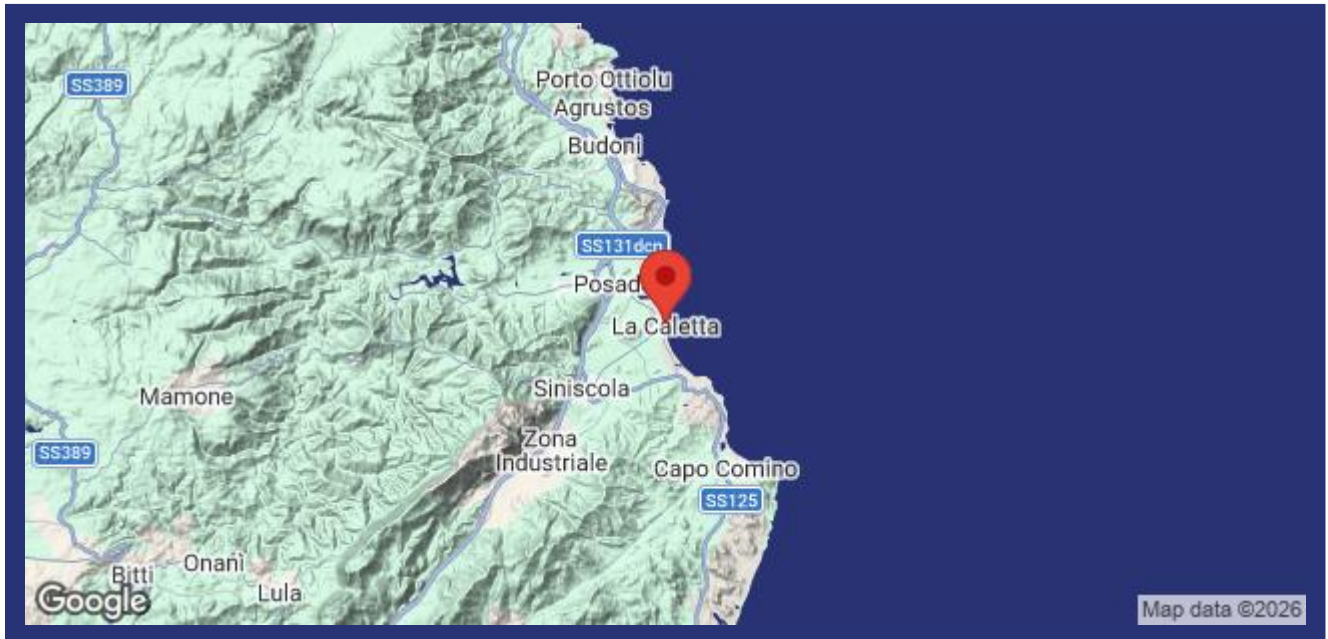 SS389
Porto Ottiolu
Agrustos
Budoni
SS131dcn
Posad
La Caletta
Siniscola
Mamone
Zona
Industriale
SS389
Capo Comino
SS125
Onanì
Bitti
Lula
Google
Map data ©2026